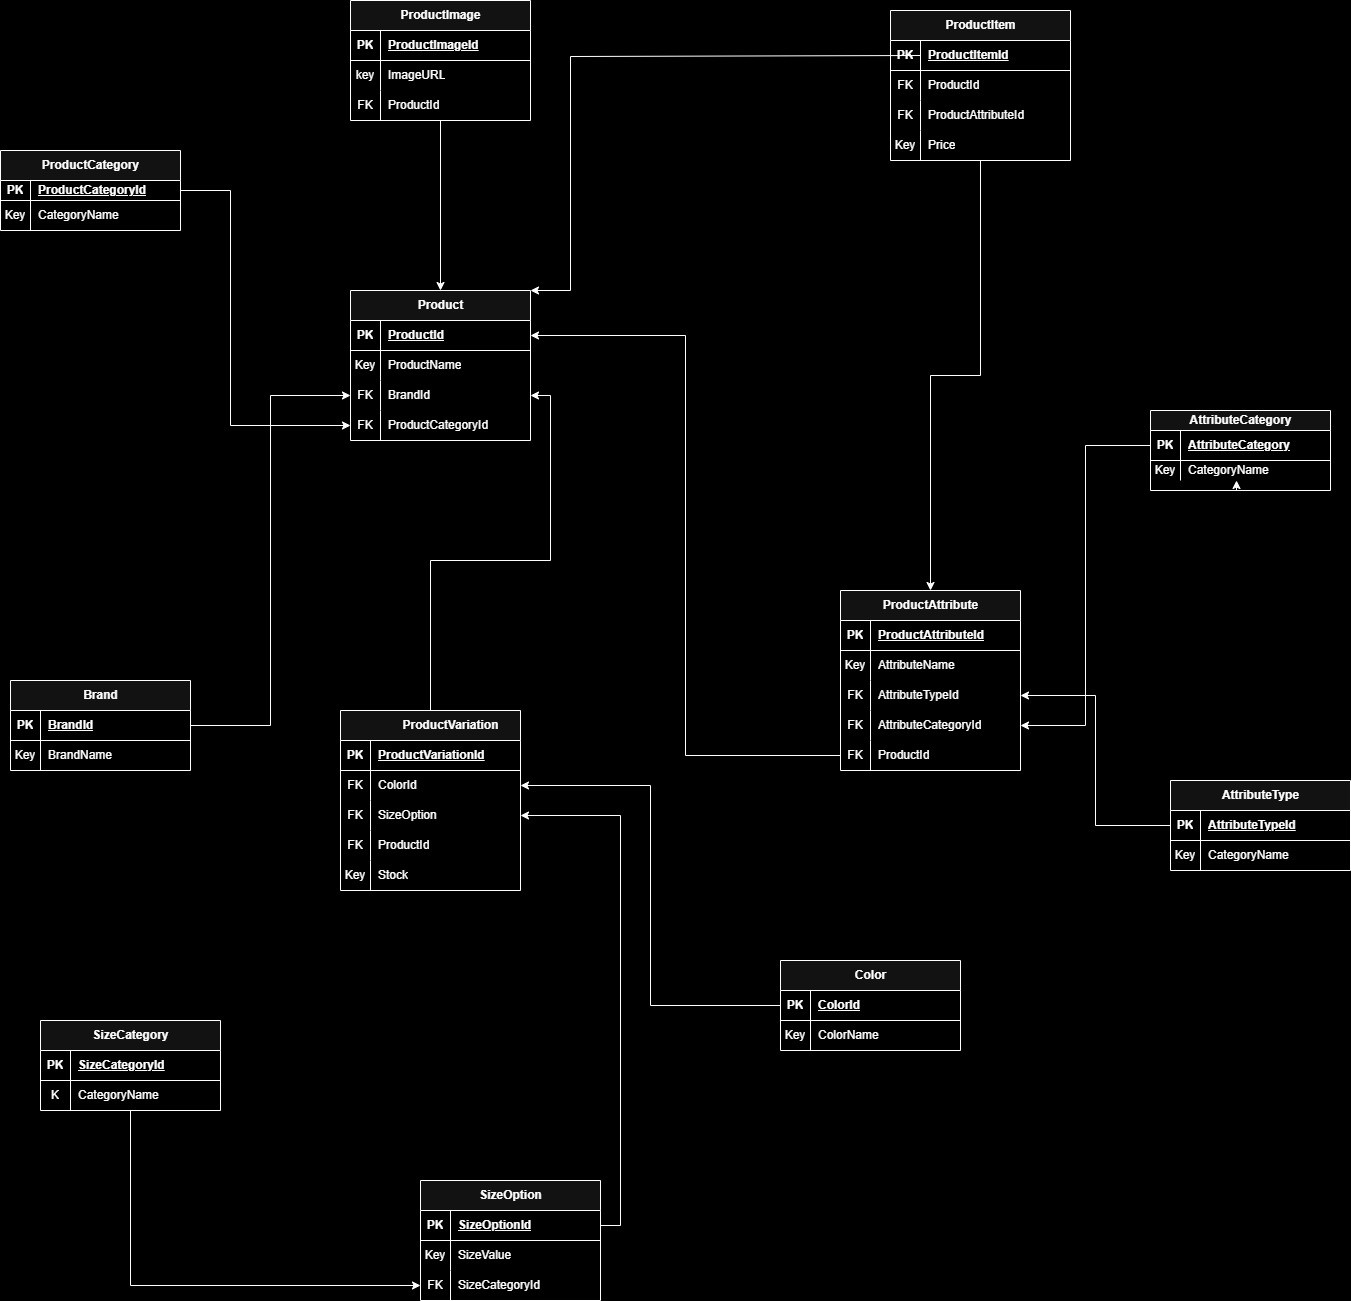 ProductImage
PK ProductImageId
key ImageURL
FK ProductId
ProductItem
PK ProductItemId
FK ProductId
FK ProductAttributeId
Key Price
ProductCategory
PK ProductCategoryId
Key CategoryName
Product
PK ProductId
Key ProductName
FK BrandId
FK ProductCategoryId
AttributeCategory
PK AttributeCategory
Key CategoryName
ProductAttribute
PK ProductAttributeId
Key AttributeName
FK AttributeTypeId
FK AttributeCategoryId
FK ProductId
Brand
PK BrandId
Key BrandName
ProductVariation
PK ProductVariationId
FK ColorId
FK SizeOption
FK ProductId
Key Stock
AttributeType
PK AttributeTypeId
Key CategoryName
Color
PK ColorId
Key ColorName
SizeCategory
PK SizeCategoryId
K CategoryName
SizeOption
PK SizeOptionId
Key SizeValue
FK SizeCategoryId